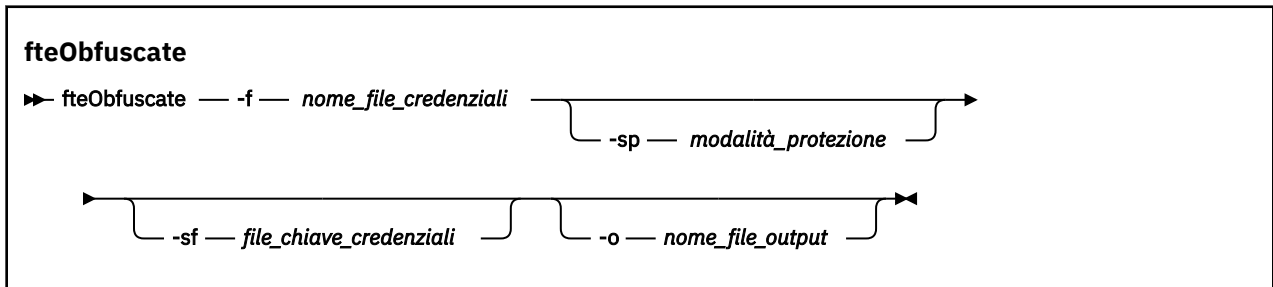 fteObfuscate
fteObfuscate -f nome_file_credenziali
-sp modalità_protezione
-sf file_chiave_credenziali -o nome_file_output